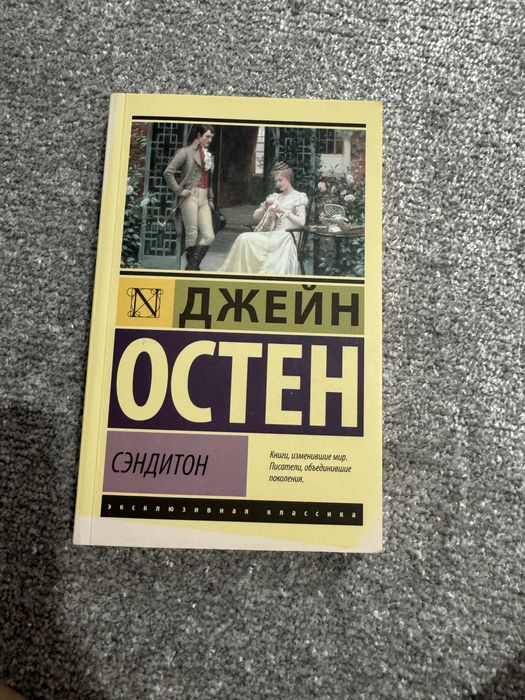 N ДЖЕЙН
ОСТЕН
СЭНДИТОН
Книги, изменившие мир.
Писатели, объединившие
поколения.
эксклюзивная классика